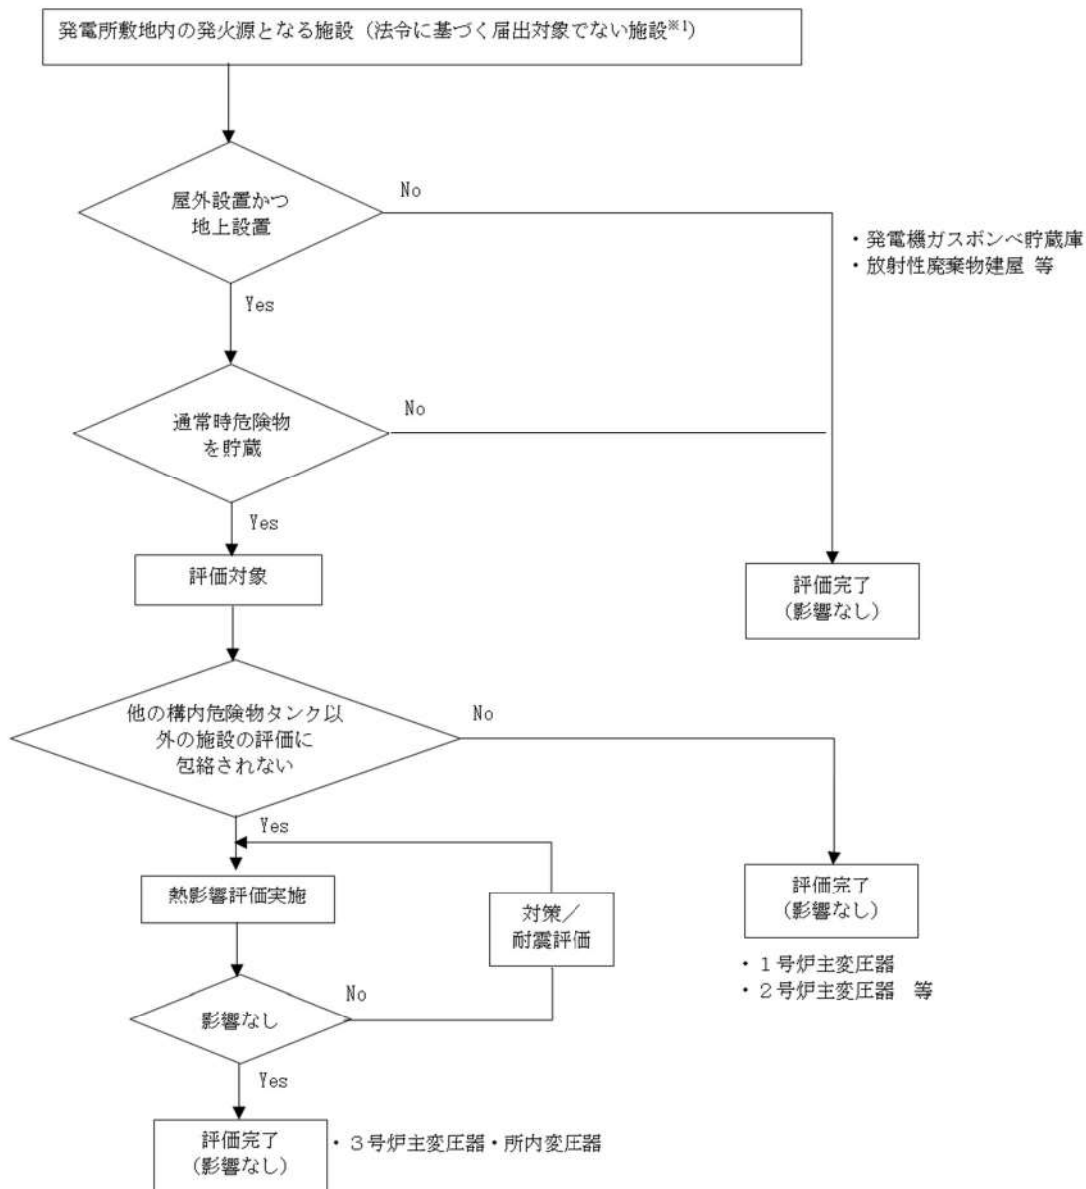 発電所敷地内の発火源となる施設（法令に基づく届出対象でない施設※1）
屋外設置かつ
地上設置
No
・発電機ガスボンベ貯蔵庫
・放射性廃棄物建屋 等
Yes
通常時危険物
を貯蔵
No
Yes
評価対象
評価完了
（影響なし）
他の構内危険物タンク以
外の施設の評価に
包絡されない
No
Yes
熱影響評価実施
対策／
耐震評価
評価完了
（影響なし）
・１号炉主変圧器
・２号炉主変圧器　等
影響なし
No
Yes
評価完了
（影響なし）
・３号炉主変圧器・所内変圧器